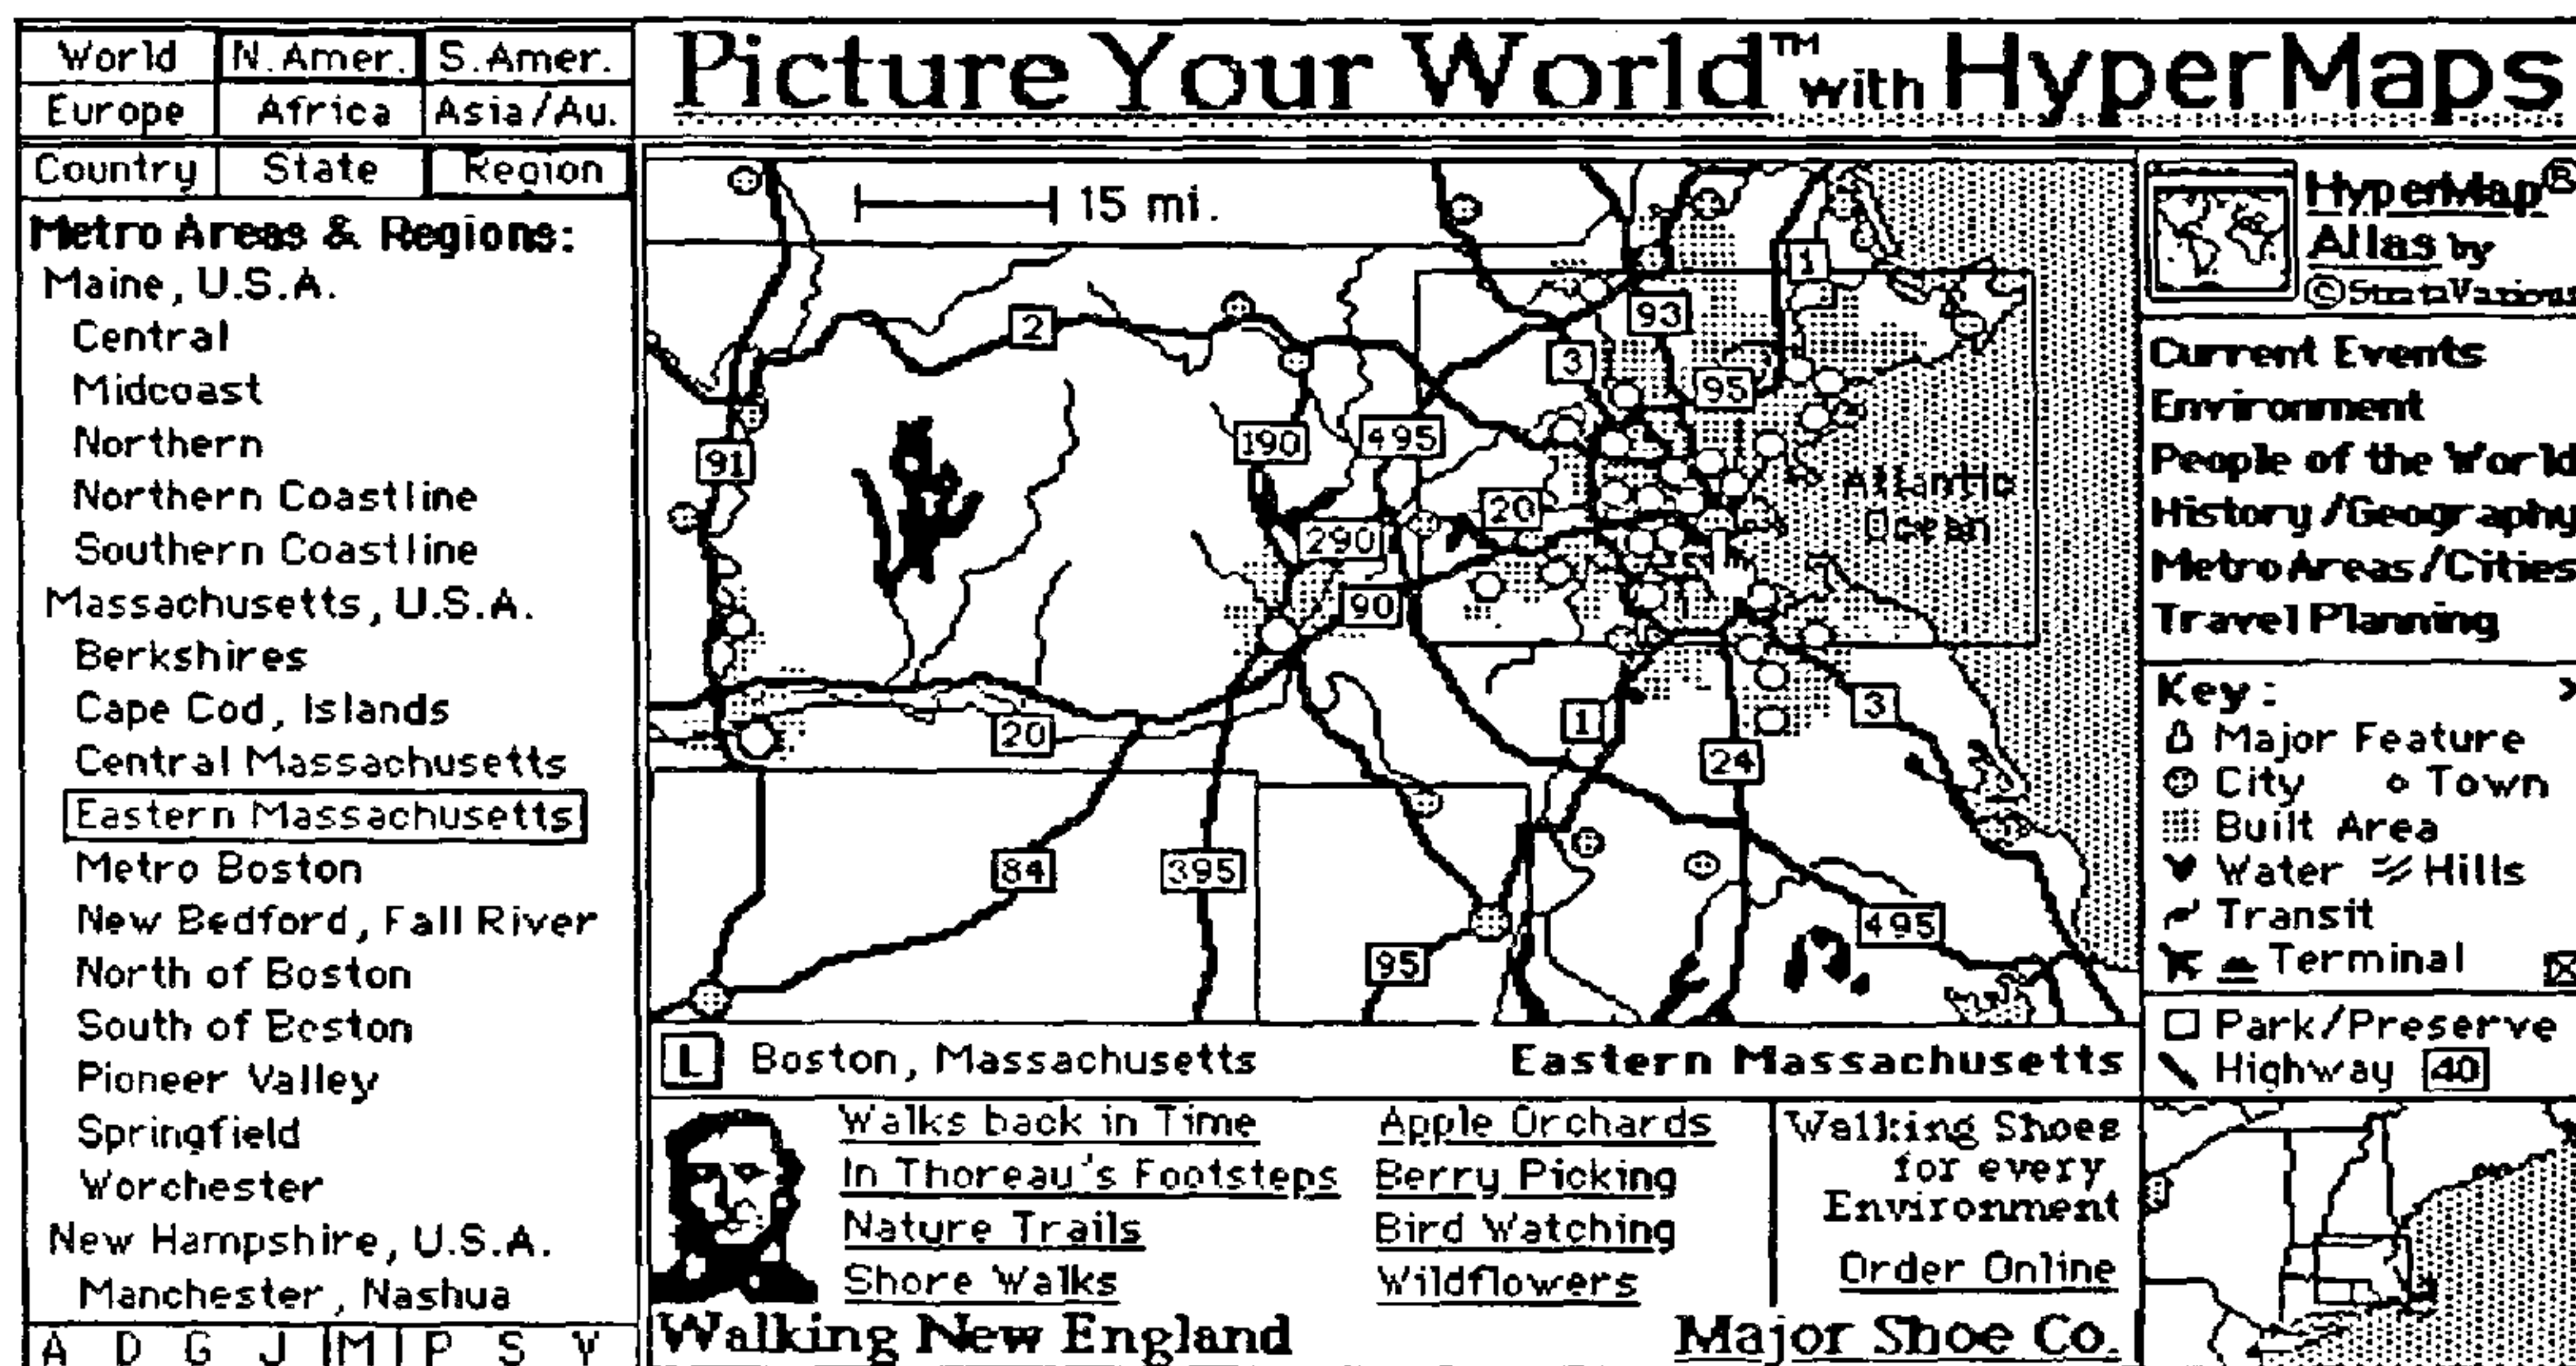 World N.Amer. S.Amer.
Europe Africa Asia/Au.
Picture Your World™ with HyperMaps
Country State Region
Metro Areas & Regions:
Maine, U.S.A.
Central
Midcoast
Northern
Northern Coastline
Southern Coastline
Massachusetts, U.S.A.
Berkshires
Cape Cod, Islands
Central Massachusetts
Eastern Massachusetts
Metro Boston
New Bedford, Fall River
North of Boston
South of Boston
Pioneer Valley
Springfield
Worchester
New Hampshire, U.S.A.
Manchester, Nashua
A D G J M P S V
15 mi.
1
2
93
3
95
190
495
91
20
290
90
Atlantic
Ocean
20
1
3
24
84
395
495
95
L Boston, Massachusetts
Eastern Massachusetts
HyperMap®
Atlas by
©StrataVarious
Current Events
Environment
People of the World
History/Geography
Metro Areas/Cities
Travel Planning
Key:
Major Feature
City Town
Built Area
Water Hills
Transit
Terminal
Park/Preserve
Highway 40
Walks back in Time
In Thoreau's Footsteps
Nature Trails
Shore Walks
Apple Orchards
Berry Picking
Bird Watching
Wildflowers
Walking Shoes
for every
Environment
Order Online
Walking New England
Major Shoe Co.